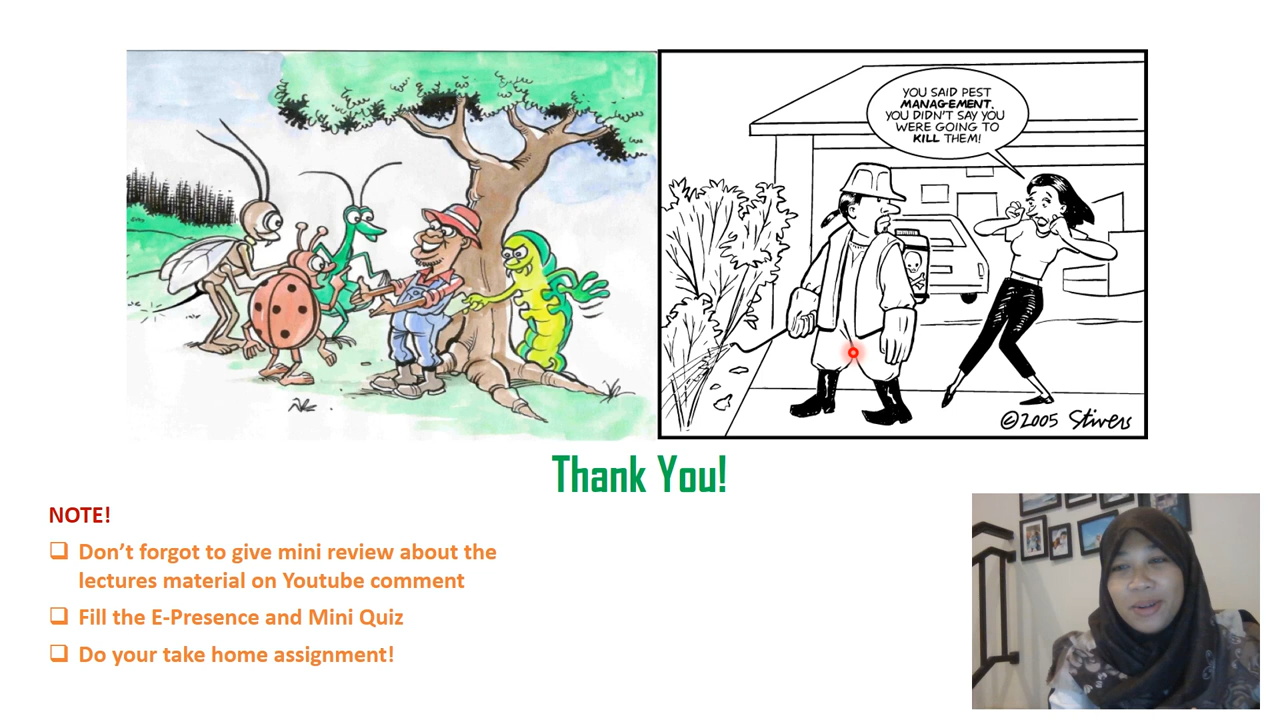 YOU SAID PEST
MANAGEMENT.
YOU DIDN'T SAY YOU
WERE GOING TO
KILL THEM!
©2005 Stivers
Thank You!
NOTE!
Don't forgot to give mini review about the
lectures material on Youtube comment
Fill the E-Presence and Mini Quiz
Do your take home assignment!